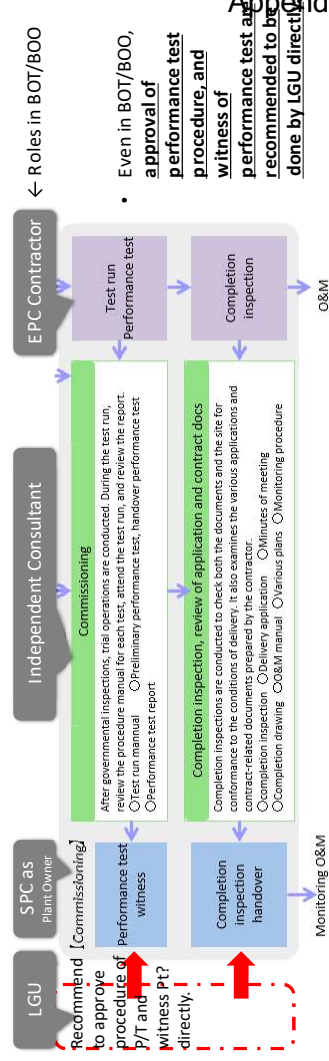 Append
LGU
SPC as
Plant Owner
Independent Consultant
EPC Contractor
← Roles in BOT/BOO
Recommend
to approve
procedure of
P/T and
witness Pt?
directly.
【Commissioning】
Performance test
witness
Commissioning
After governmental inspections, trial operations are conducted. During the test run,
review the procedure manual for each test, attend the test run, and review the report.
○Test run mannual ○Preliminary performance test, handover performance test
○Performance test report
Test run
Performance test
• Even in BOT/BOO,
approval of
performance test
procedure, and
witness of
performance test are
recommended to be
done by LGU directly
Completion
inspection
handover
Completion inspection, review of application and contract docs
Completion inspections are conducted to check both the documents and the site for
conformance to the conditions of delivery. It also examines the various applications and
contract-related documents prepared by the contractor.
○Completion inspection ○Delivery application ○Minutes of meeting
○Completion drawing ○O&M manual ○Various plans ○Monitoring procedure
Completion
inspection
Monitoring O&M
O&M